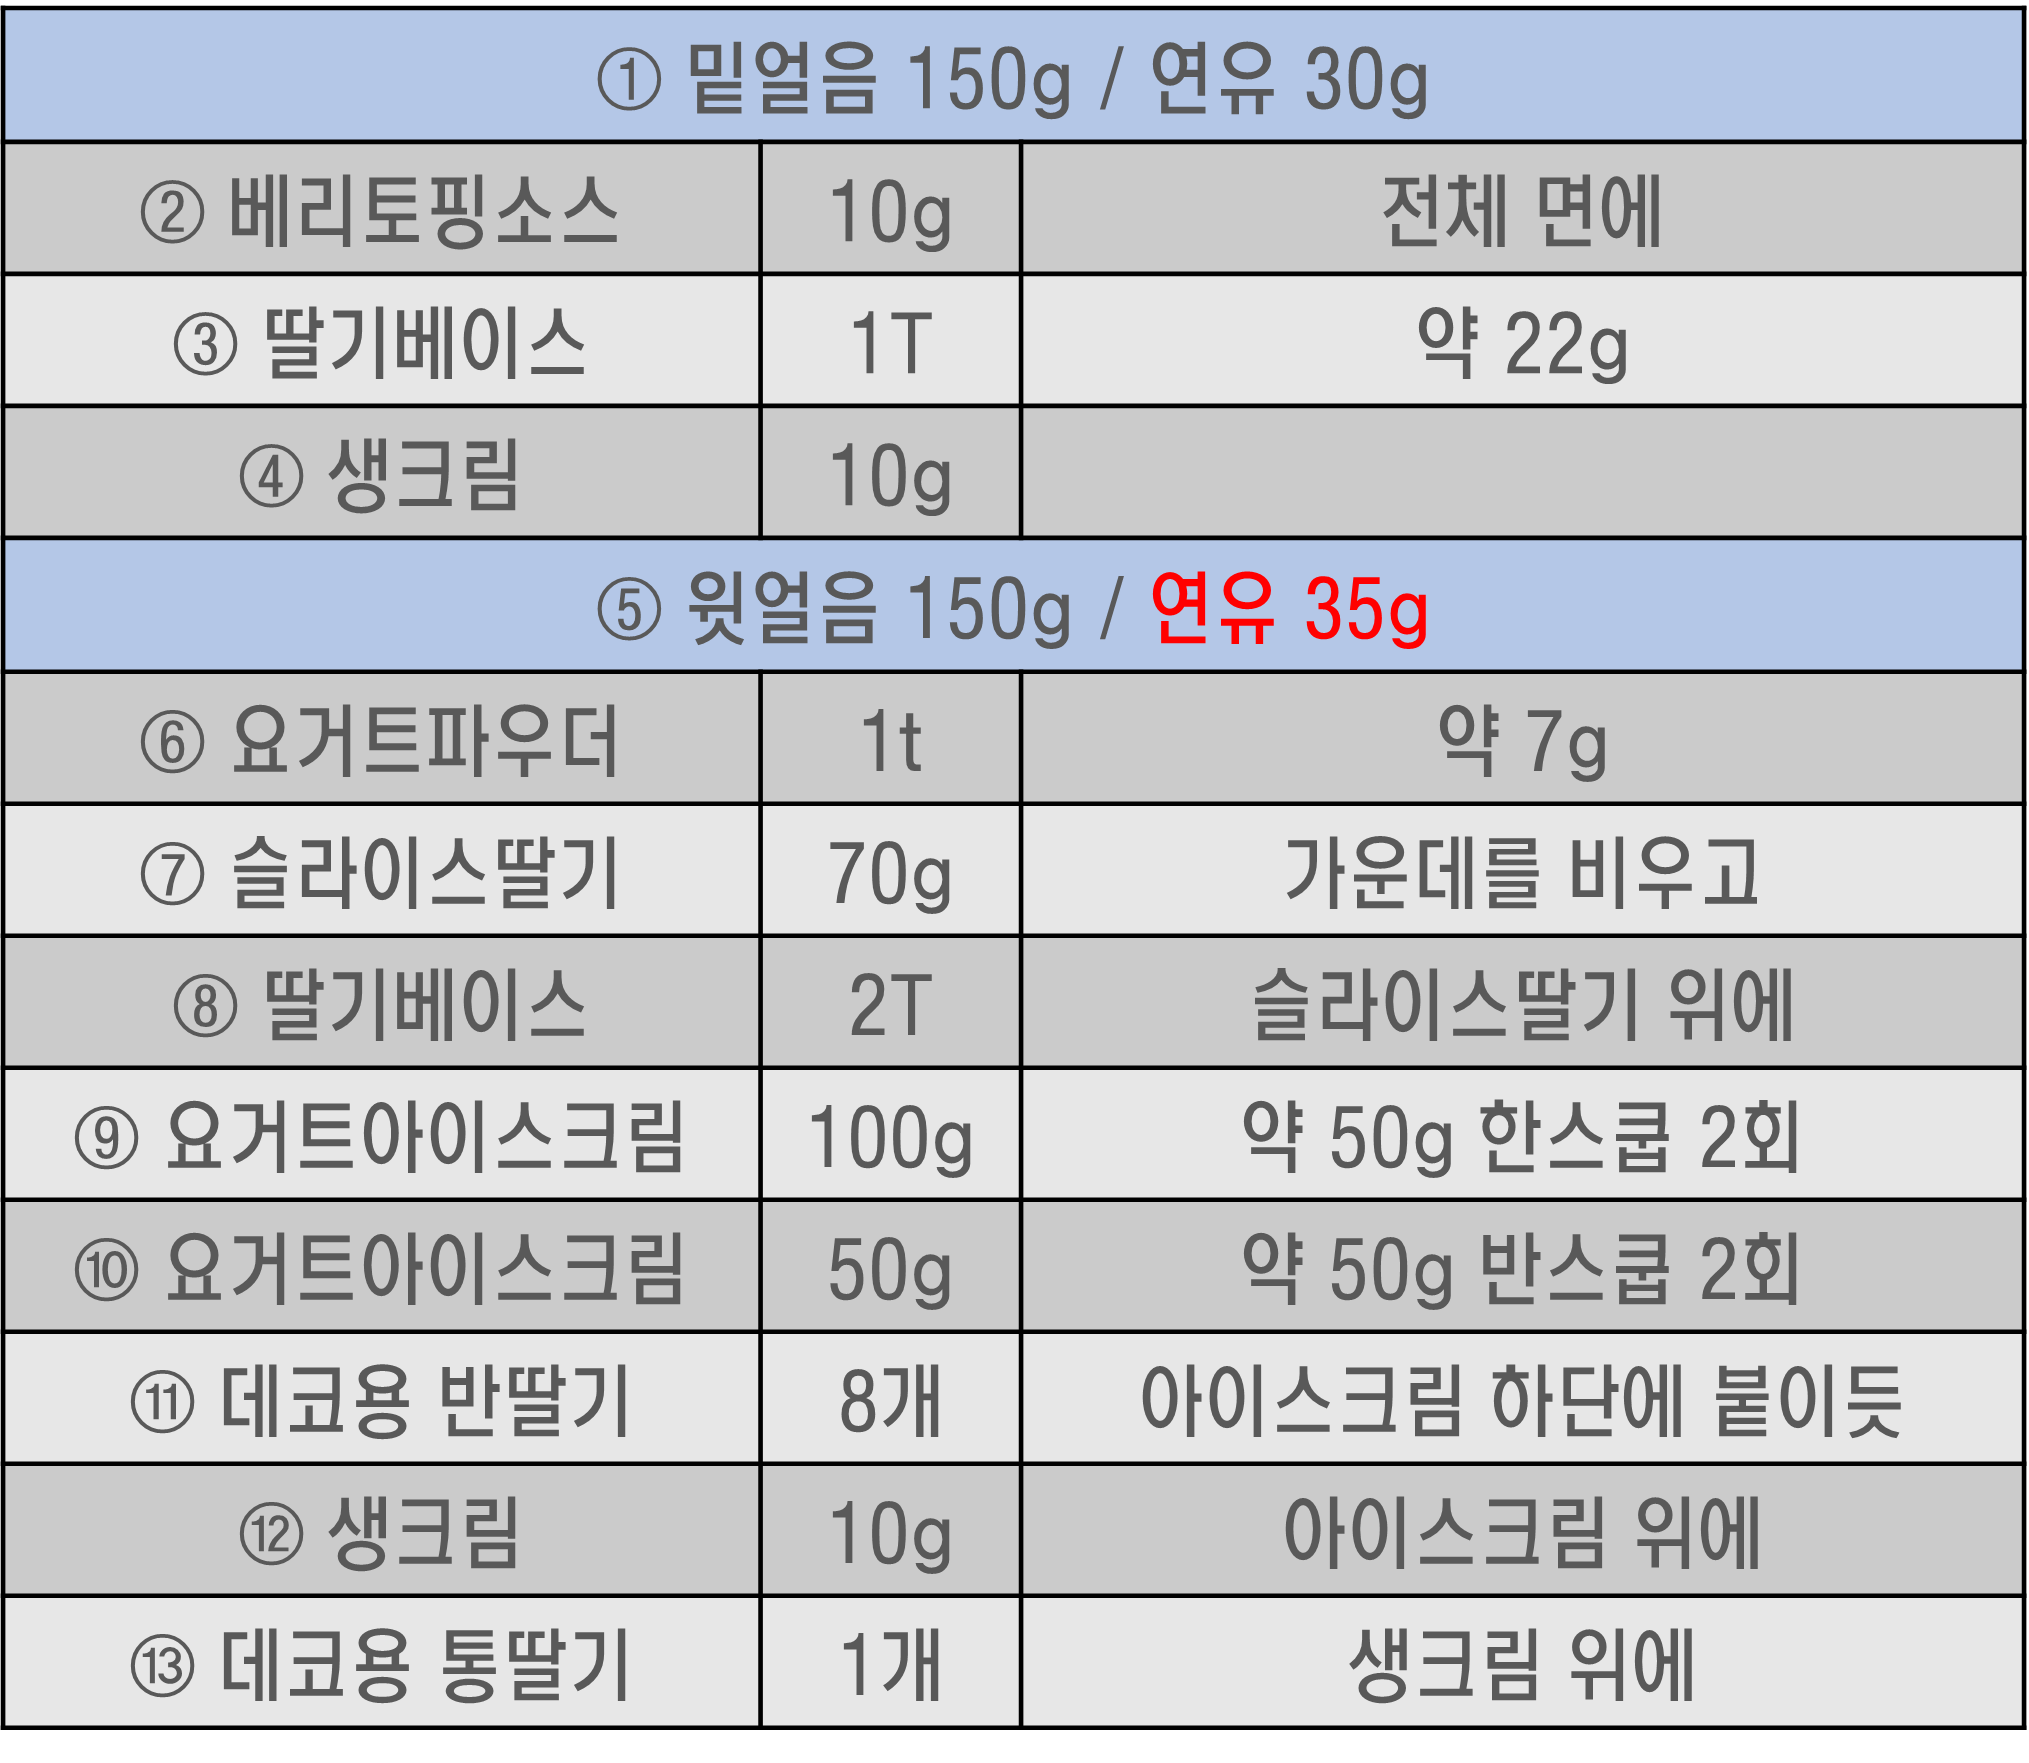 ① 밑얼음 150g / 연유 30g
② 베리토핑소스 10g 전체 면에
③ 딸기베이스 1T 약 22g
④ 생크림 10g
⑤ 윗얼음 150g / 연유 35g
⑥ 요거트파우더 1t 약 7g
⑦ 슬라이스딸기 70g 가운데를 비우고
⑧ 딸기베이스 2T 슬라이스딸기 위에
⑨ 요거트아이스크림 100g 약 50g 한스쿱 2회
⑩ 요거트아이스크림 50g 약 50g 반스쿱 2회
⑪ 데코용 반딸기 8개 아이스크림 하단에 붙이듯
⑫ 생크림 10g 아이스크림 위에
⑬ 데코용 통딸기 1개 생크림 위에